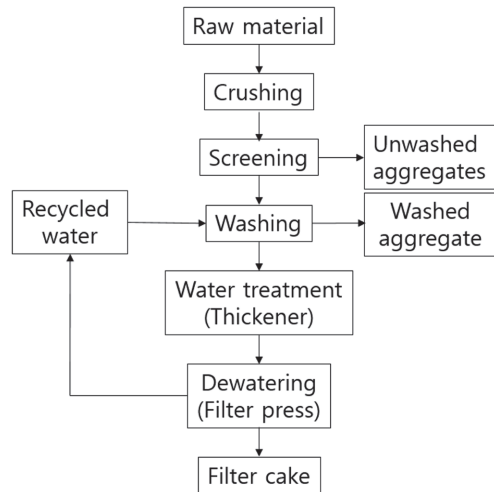 Raw material
Crushing
Screening
Unwashed
aggregates
Recycled
water
Washing
Washed
aggregate
Water treatment
(Thickener)
Dewatering
(Filter press)
Filter cake